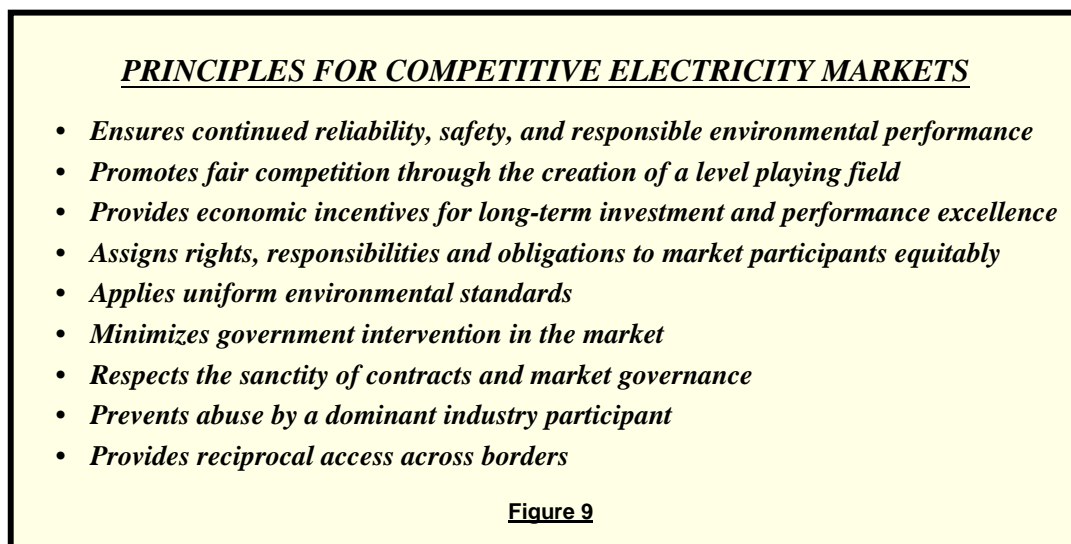 PRINCIPLES FOR COMPETITIVE ELECTRICITY MARKETS
• Ensures continued reliability, safety, and responsible environmental performance
• Promotes fair competition through the creation of a level playing field
• Provides economic incentives for long-term investment and performance excellence
• Assigns rights, responsibilities and obligations to market participants equitably
• Applies uniform environmental standards
• Minimizes government intervention in the market
• Respects the sanctity of contracts and market governance
• Prevents abuse by a dominant industry participant
• Provides reciprocal access across borders
Figure 9